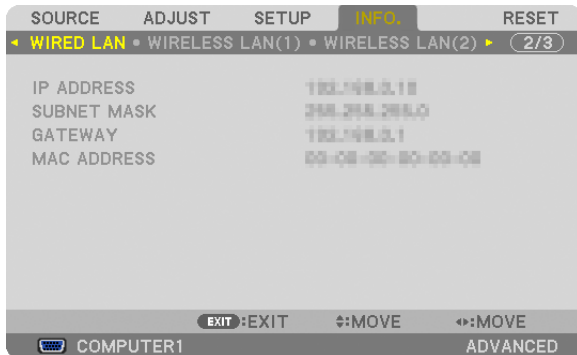 SOURCE ADJUST SETUP INFO. RESET
WIRED LAN • WIRELESS LAN(1) • WIRELESS LAN(2) 2/3
IP ADDRESS
SUBNET MASK
GATEWAY
MAC ADDRESS
EXIT :EXIT :MOVE :MOVE
COMPUTER1 ADVANCED